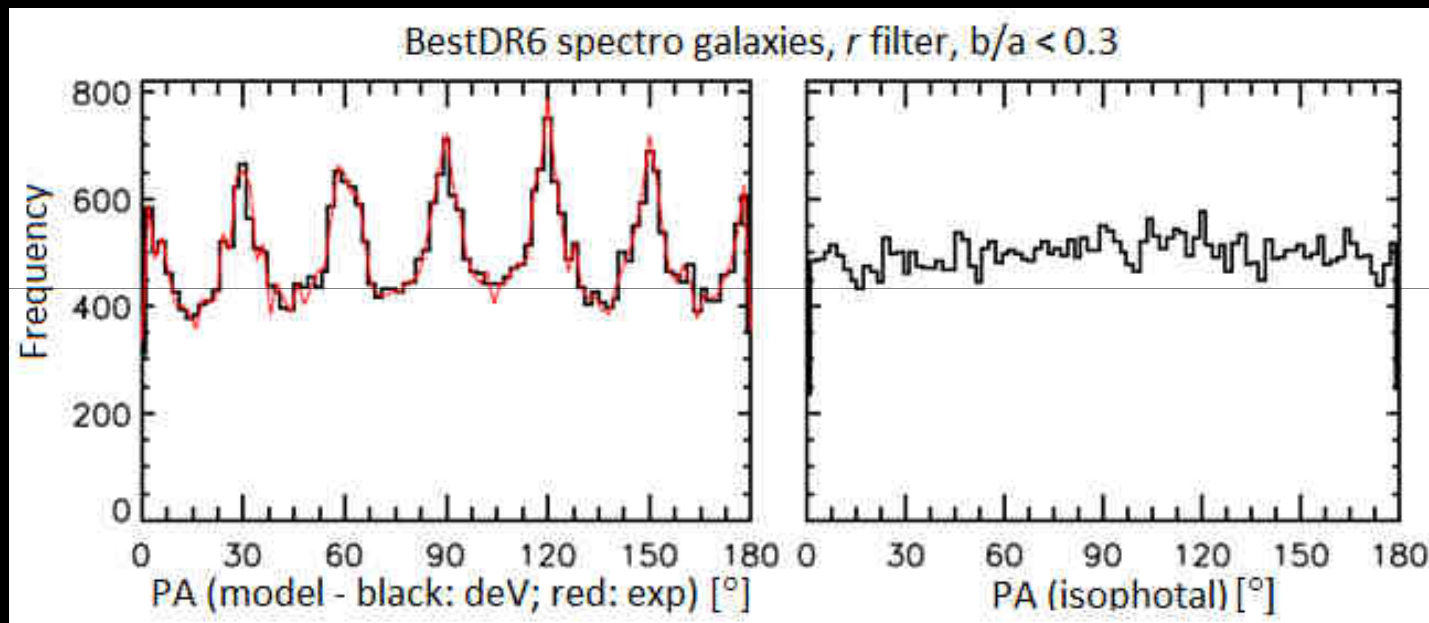 BestDR6 spectro galaxies, r filter, b/a < 0.3
Frequency
800
600
400
200
0
0 30 60 90 120 150 180
PA (model - black: deV; red: exp) [°]
0 30 60 90 120 150 180
PA (isophotal) [°]